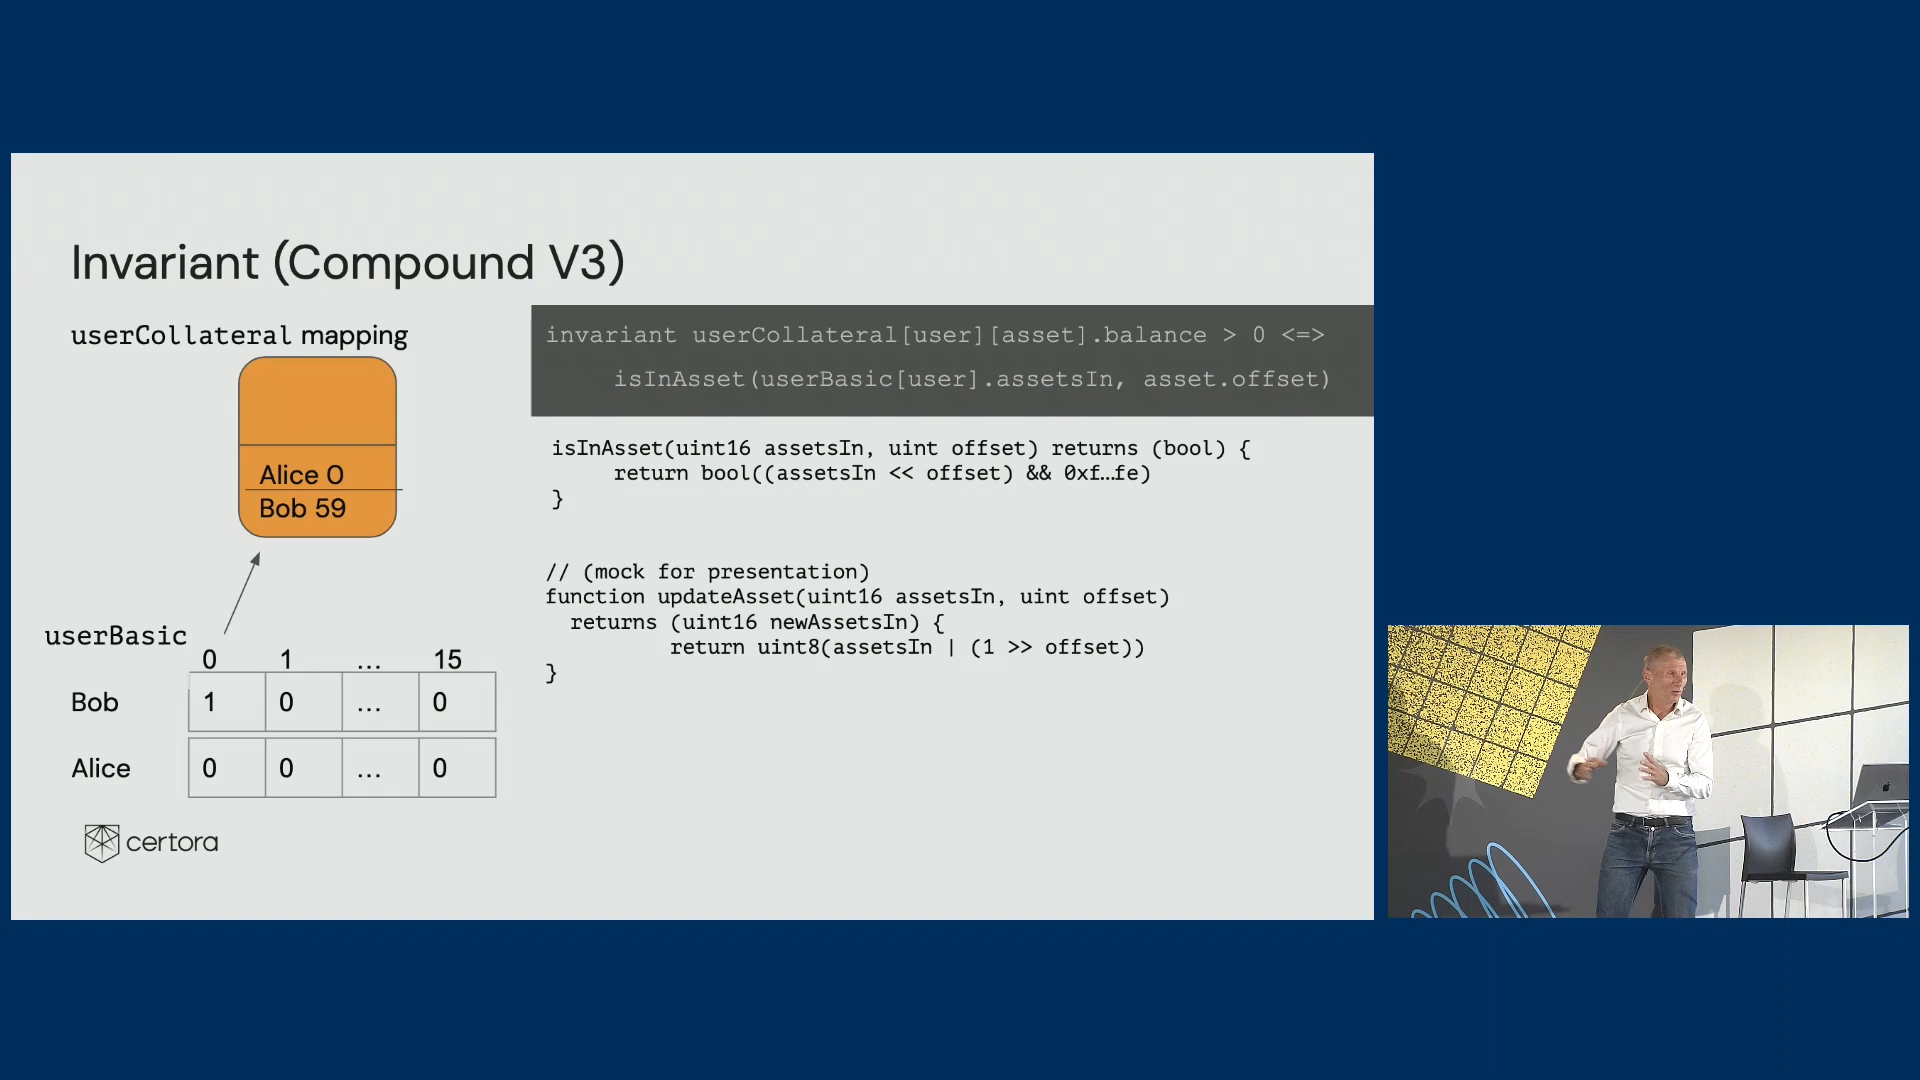 Invariant (Compound V3)
userCollateral mapping
Alice 0
Bob 59
userBasic
0 1 ... 15
Bob 1 0 ... 0
Alice 0 0 ... 0
certora
invariant userCollateral[user][asset].balance > 0 <=>
isInAsset(userBasic[user].assetsIn, asset.offset)
isInAsset(uint16 assetsIn, uint offset) returns (bool) {
return bool((assetsIn << offset) && 0xf…fe)
}
// (mock for presentation)
function updateAsset(uint16 assetsIn, uint offset)
returns (uint16 newAssetsIn) {
return uint8(assetsIn | (1 >> offset))
}